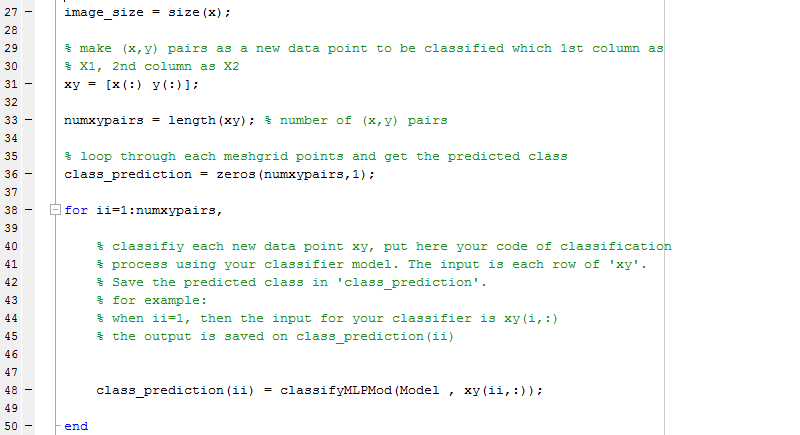 27 – image_size = size(x);
28
29 % make (x,y) pairs as a new data point to be classified which 1st column as
30 % X1, 2nd column as X2
31 – xy = [x(:) y(:)];
32
33 – numxypairs = length(xy); % number of (x,y) pairs
34
35 % loop through each meshgrid points and get the predicted class
36 – class_prediction = zeros(numxypairs,1);
37
38 – for ii=1:numxypairs,
39
40 % classifiy each new data point xy, put here your code of classification
41 % process using your classifier model. The input is each row of 'xy'.
42 % Save the predicted class in 'class_prediction'.
43 % for example:
44 % when ii=1, then the input for your classifier is xy(i,:)
45 % the output is saved on class_prediction(ii)
46
47
48 – class_prediction(ii) = classifyMLPMod(Model , xy(ii,:));
49
50 – end